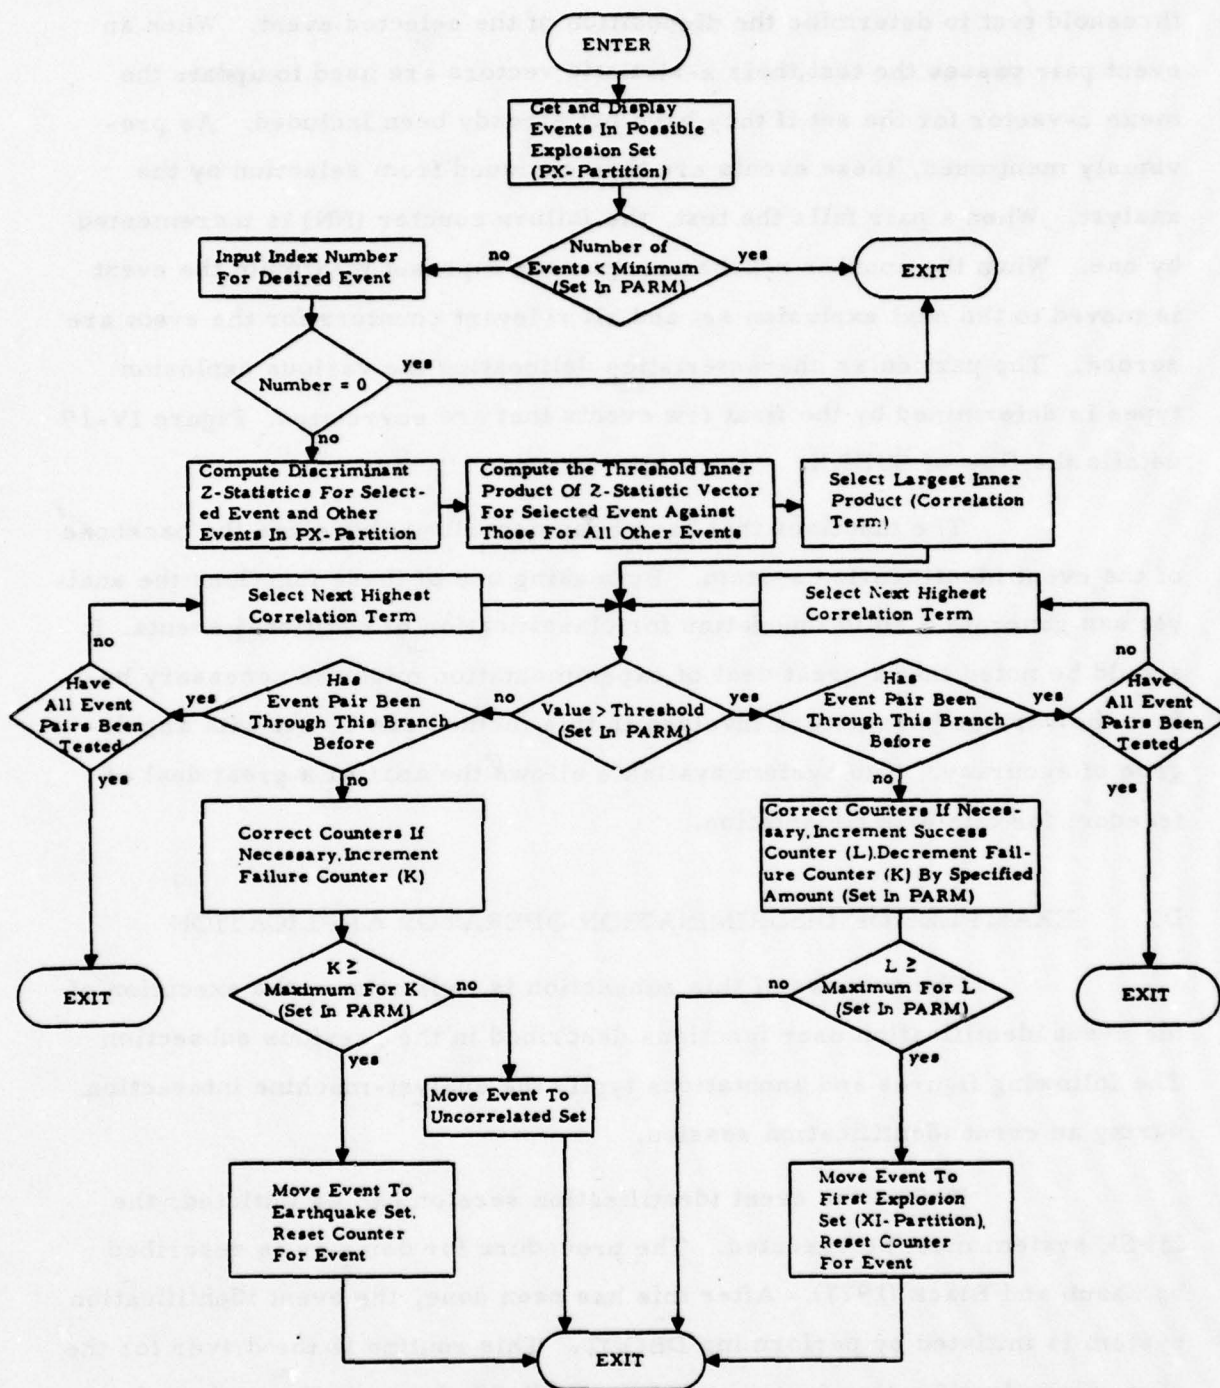 ENTER
Get and Display
Events In Possible
Explosion Set
(PX-Partition)
Number of
Events < Minimum
(Set In PARM)
no
yes
Input Index Number
For Desired Event
EXIT
Number = 0
yes
no
Compute Discriminant
Z-Statistics For Select-
ed Event and Other
Events In PX-Partition
Compute the Threshold Inner
Product Of Z-Statistic Vector
For Selected Event Against
Those For All Other Events
Select Largest Inner
Product (Correlation
Term)
Select Next Highest
Correlation Term
Select Next Highest
Correlation Term
no
no
Have
All Event
Pairs Been
Tested
yes
Has
Event Pair Been
Through This Branch
Before
no
Value > Threshold
(Set In PARM)
yes
Has
Event Pair Been
Through This Branch
Before
yes
Have
All Event
Pairs Been
Tested
yes
no
no
yes
Correct Counters If
Necessary, Increment
Failure Counter (K)
Correct Counters If Neces-
sary, Increment Success
Counter (L). Decrement Fail-
ure Counter (K) By Specified
Amount (Set In PARM)
EXIT
K ≥
Maximum For K
(Set In PARM)
no
no
L ≥
Maximum For L
(Set In PARM)
EXIT
yes
yes
Move Event To
Uncorrelated Set
Move Event To
Earthquake Set,
Reset Counter
For Event
Move Event To
First Explosion
Set (XI-Partition),
Reset Counter
For Event
EXIT